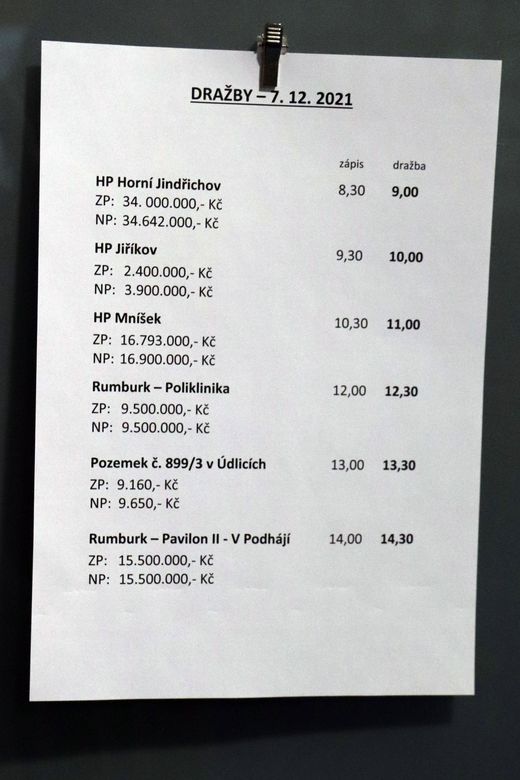 DRAŽBY – 7. 12. 2021
zápis dražba
HP Horní Jindřichov 8,30 9,00
ZP: 34. 000.000,- Kč
NP: 34.642.000,- Kč
HP Jiříkov 9,30 10,00
ZP: 2.400.000,- Kč
NP: 3.900.000,- Kč
HP Mníšek 10,30 11,00
ZP: 16.793.000,- Kč
NP: 16.900.000,- Kč
Rumburk – Poliklinika 12,00 12,30
ZP: 9.500.000,- Kč
NP: 9.500.000,- Kč
Pozemek č. 899/3 v Údlicích 13,00 13,30
ZP: 9.160,- Kč
NP: 9.650,- Kč
Rumburk – Pavilon II - V Podhájí 14,00 14,30
ZP: 15.500.000,- Kč
NP: 15.500.000,- Kč